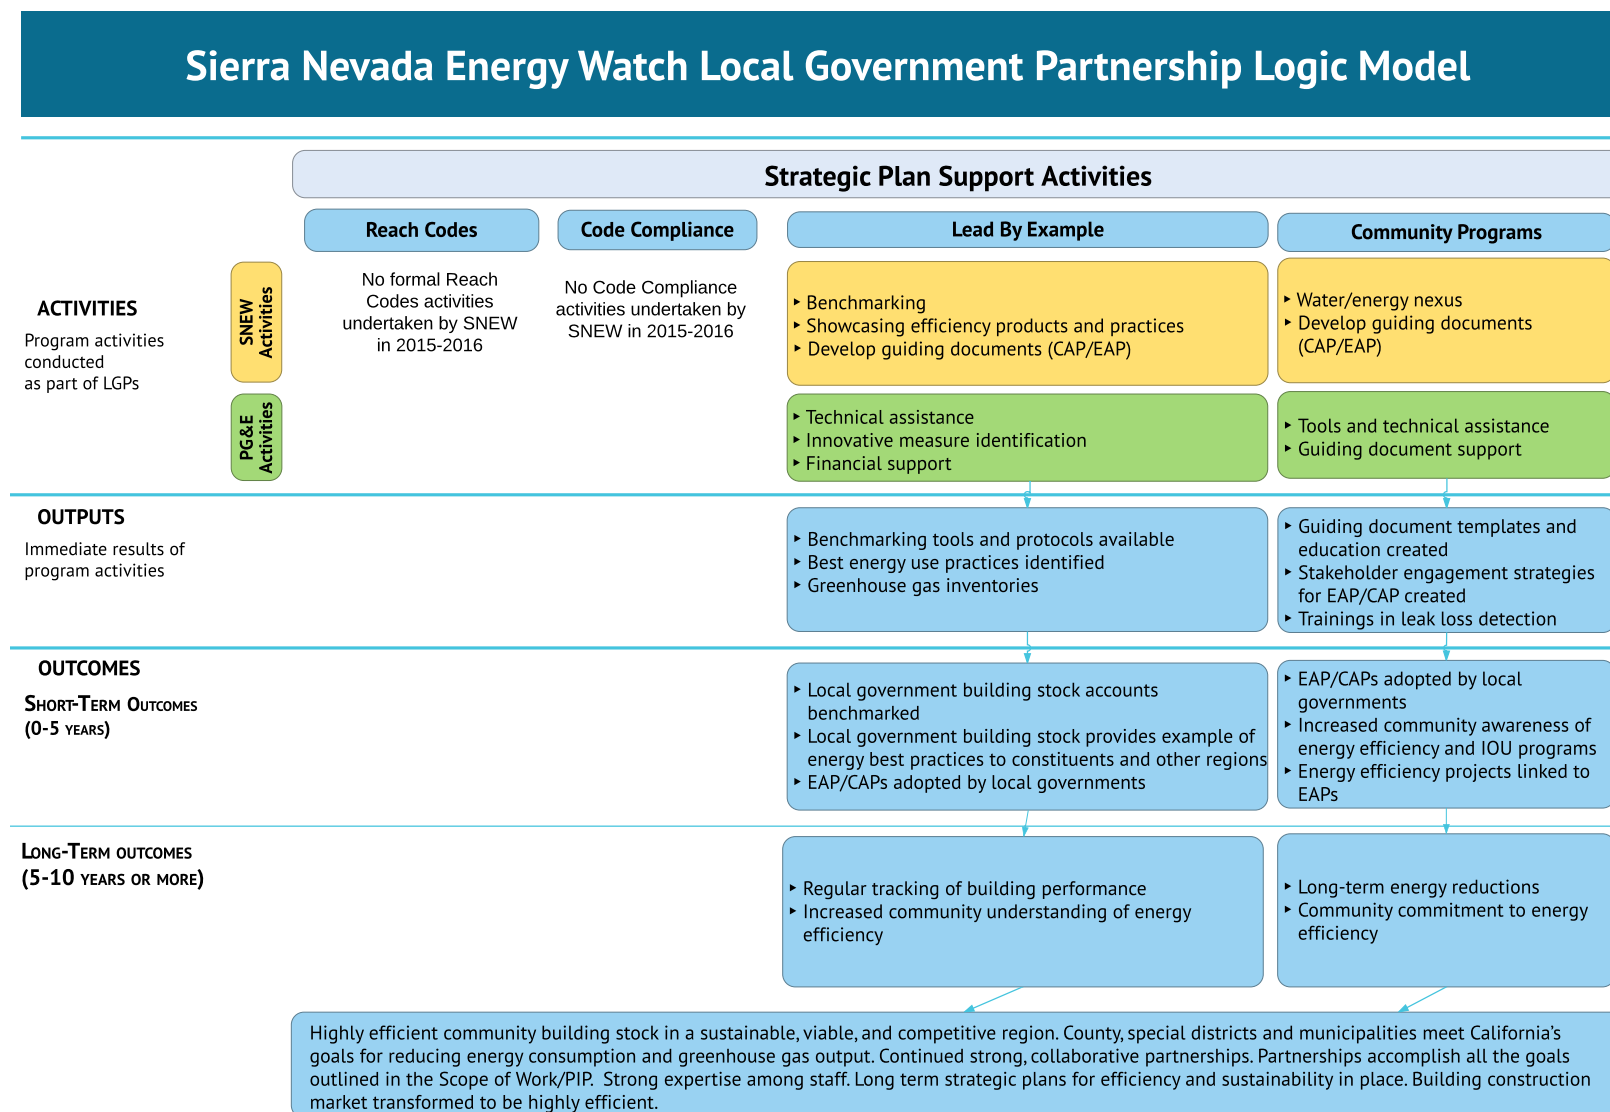 Sierra Nevada Energy Watch Local Government Partnership Logic Model
Strategic Plan Support Activities
Reach Codes
Code Compliance
Lead By Example
Community Programs
ACTIVITIES
Program activities
conducted
as part of LGPs
SNEW
Activities
No formal Reach
Codes activities
undertaken by SNEW
in 2015-2016
No Code Compliance
activities undertaken by
SNEW in 2015-2016
‣ Benchmarking
‣ Showcasing efficiency products and practices
‣ Develop guiding documents (CAP/EAP)
‣ Water/energy nexus
‣ Develop guiding documents
(CAP/EAP)
PG&E
Activities
‣ Technical assistance
‣ Innovative measure identification
‣ Financial support
‣ Tools and technical assistance
‣ Guiding document support
OUTPUTS
Immediate results of
program activities
‣ Benchmarking tools and protocols available
‣ Best energy use practices identified
‣ Greenhouse gas inventories
‣ Guiding document templates and
education created
‣ Stakeholder engagement strategies
for EAP/CAP created
‣ Trainings in leak loss detection
OUTCOMES
SHORT-TERM OUTCOMES
(0-5 YEARS)
‣ Local government building stock accounts
benchmarked
‣ Local government building stock provides example of
energy best practices to constituents and other regions
‣ EAP/CAPs adopted by local governments
‣ EAP/CAPs adopted by local
governments
‣ Increased community awareness of
energy efficiency and IOU programs
‣ Energy efficiency projects linked to
EAPs
LONG-TERM OUTCOMES
(5-10 YEARS OR MORE)
‣ Regular tracking of building performance
‣ Increased community understanding of energy
efficiency
‣ Long-term energy reductions
‣ Community commitment to energy
efficiency
Highly efficient community building stock in a sustainable, viable, and competitive region. County, special districts and municipalities meet California's
goals for reducing energy consumption and greenhouse gas output. Continued strong, collaborative partnerships. Partnerships accomplish all the goals
outlined in the Scope of Work/PIP.  Strong expertise among staff. Long term strategic plans for efficiency and sustainability in place. Building construction
market transformed to be highly efficient.